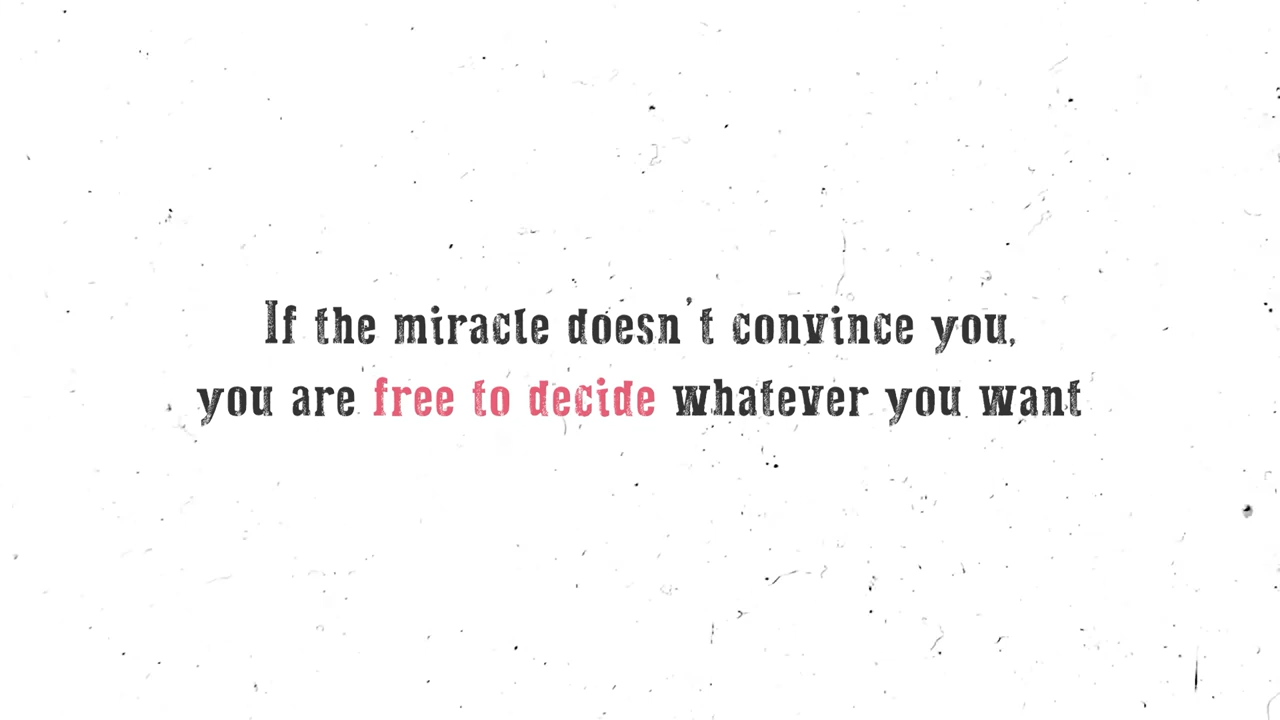 If the miracle doesn't convince you,
you are free to decide whatever you want